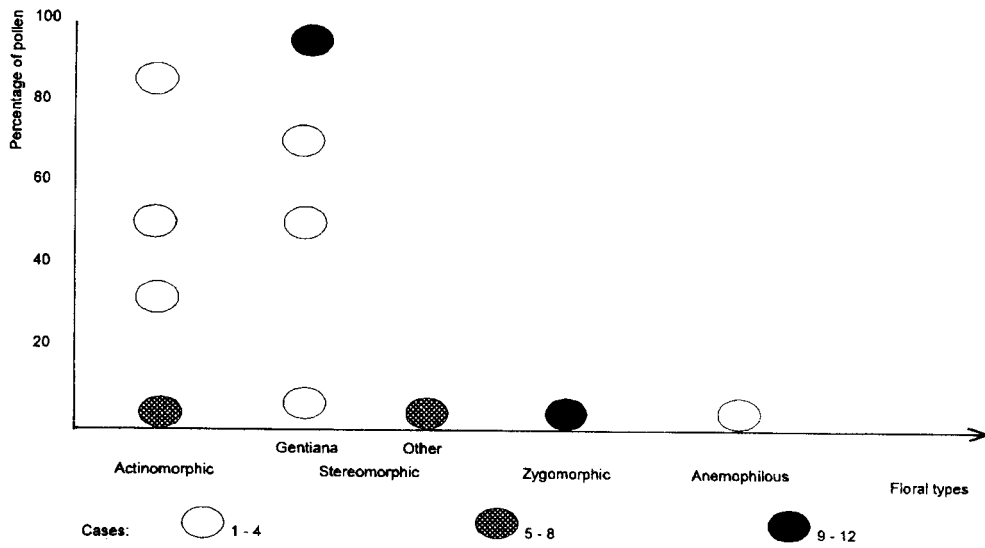 Percentage of pollen
100
80
60
40
20
Gentiana Other
Actinomorphic Stereomorphic Zygomorphic Anemophilous
Floral types
Cases: 1 - 4 5 - 8 9 - 12